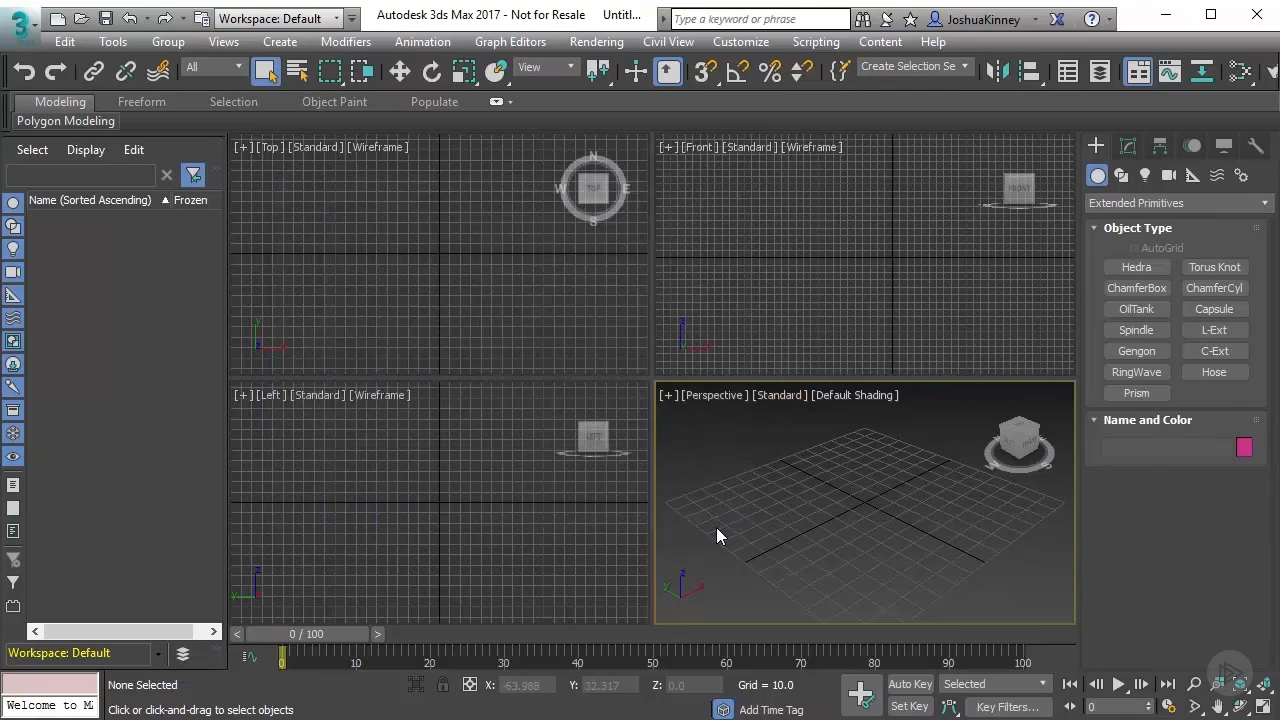 Workspace: Default
Autodesk 3ds Max 2017 - Not for Resale Untitl...
Type a keyword or phrase
JoshuaKinney
3
Edit Tools Group Views Create Modifiers Animation Graph Editors Rendering Civil View Customize Scripting Content Help
All
View
3
Create Selection Se
Modeling Freeform Selection Object Paint Populate
Polygon Modeling
Select Display Edit
Name (Sorted Ascending) Frozen
[+] [Top] [Standard] [Wireframe]
N
W TOP E
S
y
z x
[+] [Front] [Standard] [Wireframe]
FRONT
z
y x
[+] [Left] [Standard] [Wireframe]
LEFT
z
y x
[+] [Perspective] [Standard] [Default Shading]
W S
z
y x
Extended Primitives
Object Type
AutoGrid
Hedra Torus Knot
ChamferBox ChamferCyl
OilTank Capsule
Spindle L-Ext
Gengon C-Ext
RingWave Hose
Prism
Name and Color
< >
< 0 / 100 >
Workspace: Default
0 10 20 30 40 50 60 70 80 90 100
None Selected
X: -63.988 Y: 32.317 Z: 0.0 Grid = 10.0
Auto Key Selected
Welcome to M
Click or click-and-drag to select objects
Add Time Tag
Set Key Key Filters...
0